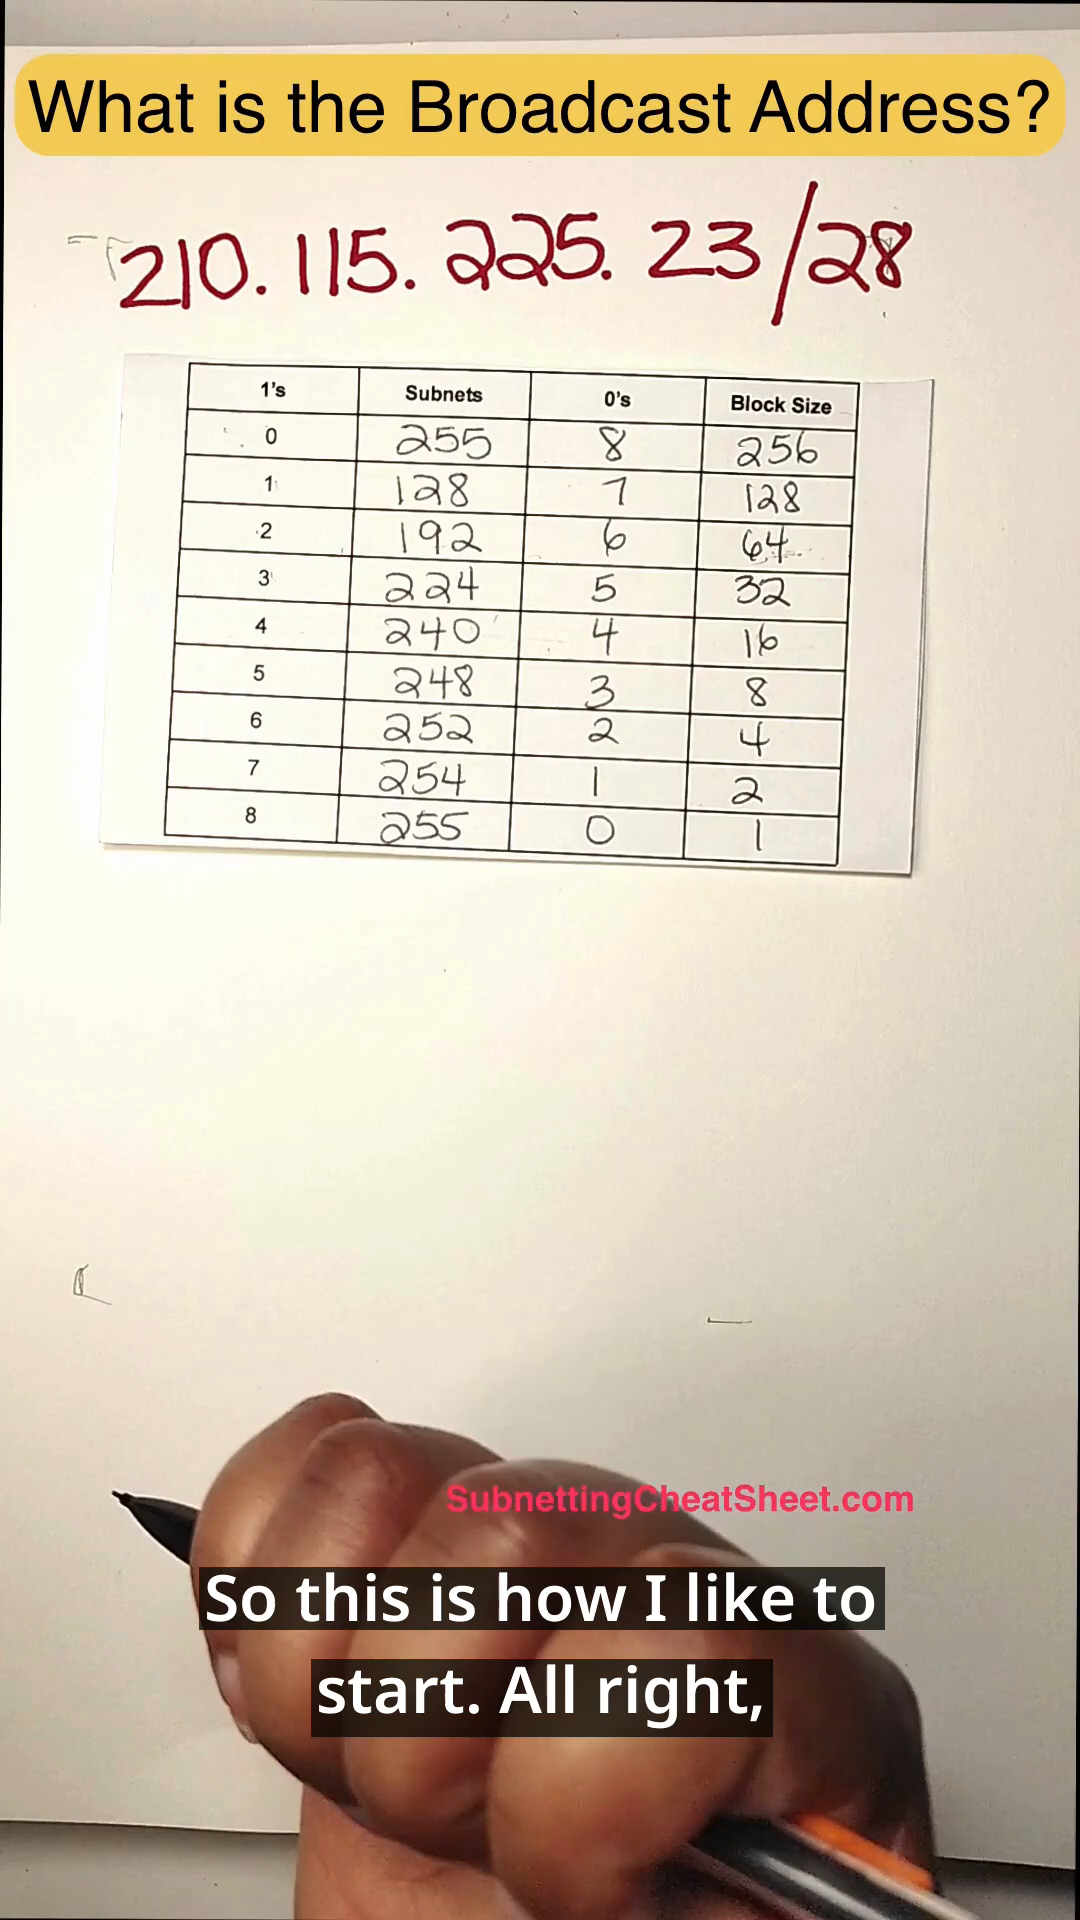 What is the Broadcast Address?
210.115.225.23/28
1's Subnets 0's Block Size
0 255 8 256
1 128 7 128
2 192 6 64
3 224 5 32
4 240 4 16
5 248 3 8
6 252 2 4
7 254 1 2
8 255 0 1
SubnettingCheatSheet.com
So this is how I like to
start. All right,